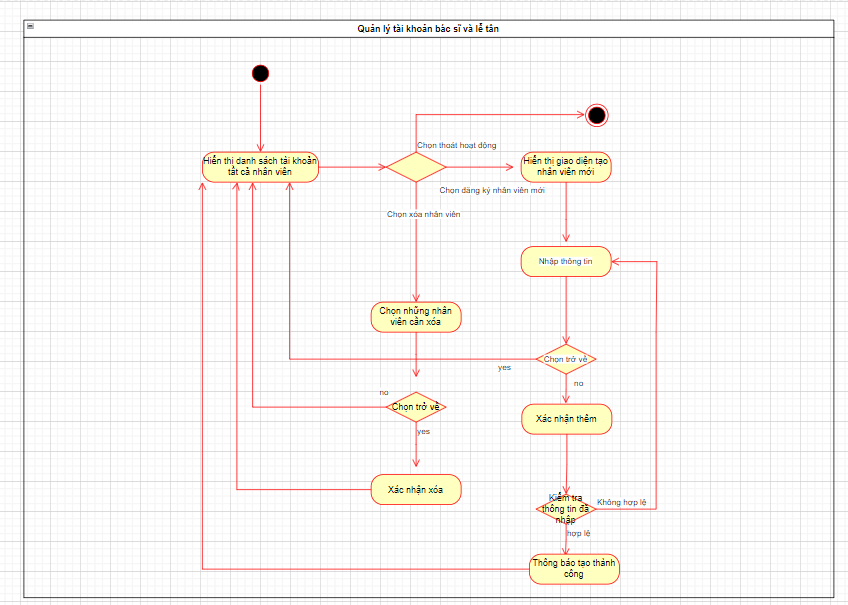 Quản lý tài khoản bác sĩ và lễ tân
Chọn thoát hoạt động
Hiển thị danh sách tài khoản
tất cả nhân viên
Hiển thị giao diện tạo
nhân viên mới
Chọn đăng ký nhân viên mới
Chọn xóa nhân viên
Nhập thông tin
Chọn những nhân
viên cần xóa
Chọn trở về
yes
no
no
Chọn trở về
yes
Xác nhận thêm
Xác nhận xóa
Kiểm tra
thông tin đã
nhập
Không hợp lệ
hợp lệ
Thông báo tạo thành
công